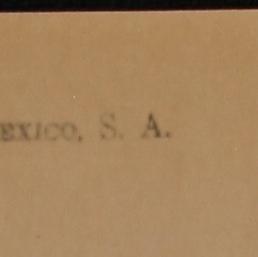 EXICO, S. A.